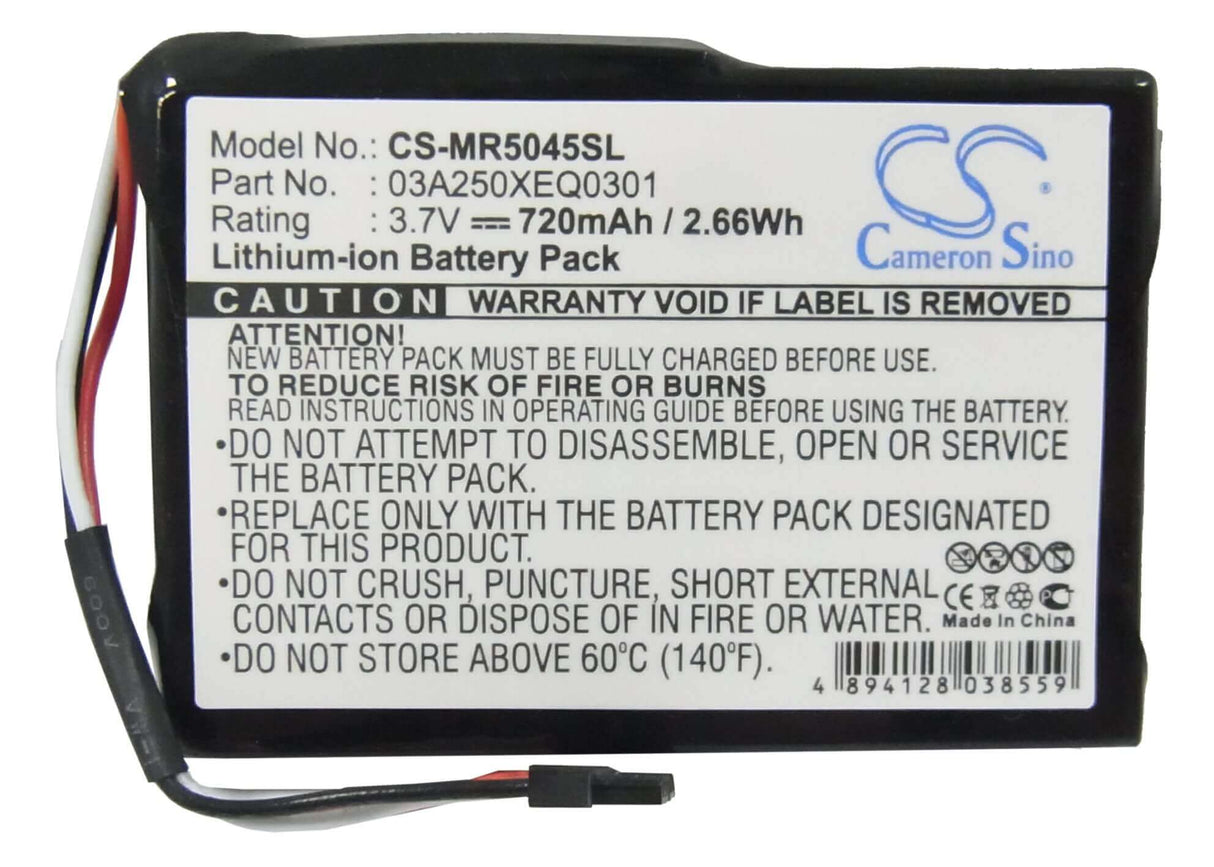 Model No.: CS-MR5045SL
Part No. : 03A250XEQ0301
Rating : 3.7V ⎓ 720mAh / 2.66Wh
Lithium-ion Battery Pack
CS ®
Cameron Sino
CAUTION WARRANTY VOID IF LABEL IS REMOVED
ATTENTION!
NEW BATTERY PACK MUST BE FULLY CHARGED BEFORE USE.
TO REDUCE RISK OF FIRE OR BURNS
READ INSTRUCTIONS IN OPERATING GUIDE BEFORE USING THE BATTERY.
•DO NOT ATTEMPT TO DISASSEMBLE, OPEN OR SERVICE
THE BATTERY PACK.
•REPLACE ONLY WITH THE BATTERY PACK DESIGNATED
FOR THIS PRODUCT.
•DO NOT CRUSH, PUNCTURE, SHORT EXTERNAL
CONTACTS OR DISPOSE OF IN FIRE OR WATER.
•DO NOT STORE ABOVE 60°C (140°F).
CE
Made In China
4 894128 038559
600V